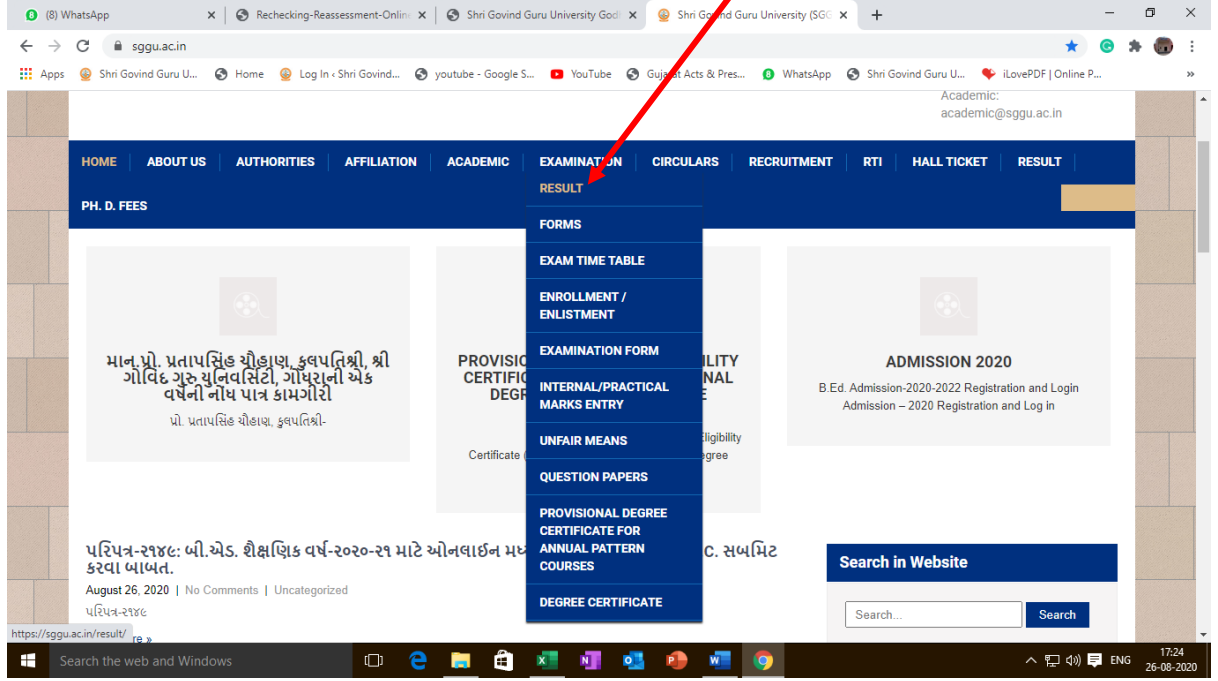 (8) WhatsApp
Rechecking-Reassessment-Onlin
Shri Govind Guru University God
Shri Govind Guru University (SGG
sggu.ac.in
Apps
Shri Govind Guru U...
Home
Log In ‹ Shri Govind...
youtube - Google S...
YouTube
Gujarat Acts & Pres...
WhatsApp
Shri Govind Guru U...
iLovePDF | Online P...
Academic:
academic@sggu.ac.in
HOME
ABOUT US
AUTHORITIES
AFFILIATION
ACADEMIC
EXAMINATION
CIRCULARS
RECRUITMENT
RTI
HALL TICKET
RESULT
PH. D. FEES
RESULT
FORMS
EXAM TIME TABLE
ENROLLMENT /
ENLISTMENT
EXAMINATION FORM
INTERNAL/PRACTICAL
MARKS ENTRY
UNFAIR MEANS
QUESTION PAPERS
PROVISIONAL DEGREE
CERTIFICATE FOR
ANNUAL PATTERN
COURSES
DEGREE CERTIFICATE
માન.પ્રો. પ્રતાપસિંહ ચૌહાણ, કુલપતિશ્રી, શ્રી
ગોવિંદ ગુરુ યુનિવર્સિટી, ગોધરાની એક
વર્ષની નોંધ પાત્ર કામગીરી
પ્રો. પ્રતાપસિંહ ચૌહાણ, કુલપતિશ્રી-
PROVISIO
CERTIFIC
DEGR
ILITY
NAL
E
Eligibility
Certificate (
egree
ADMISSION 2020
B.Ed. Admission-2020-2022 Registration and Login
Admission – 2020 Registration and Log in
પરિપત્ર-૨૧૪૯: બી.એડ. શૈક્ષણિક વર્ષ-૨૦૨૦-૨૧ માટે ઓનલાઈન મધ્
C. સબમિટ
કરવા બાબત.
August 26, 2020 | No Comments | Uncategorized
પરિપત્ર-૨૧૪૯
re »
Search in Website
Search...
Search
https://sggu.ac.in/result/
Search the web and Windows
ENG
17:24
26-08-2020